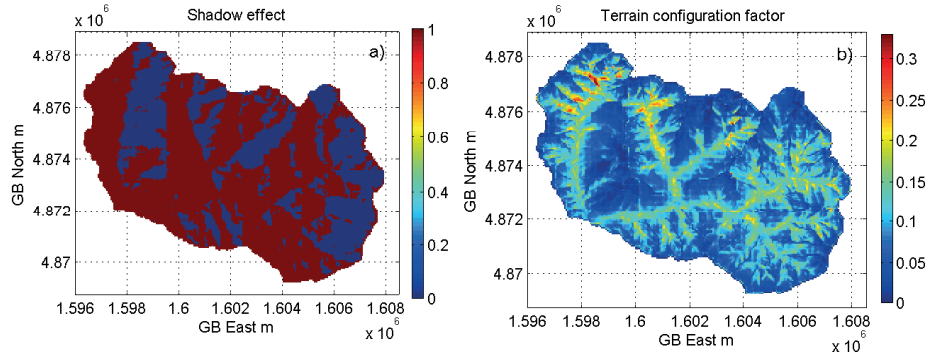 Shadow effect
x 10^6
a)
4.878
4.876
4.874
4.872
4.87
GB North m
1.596 1.598 1.6 1.602 1.604 1.606 1.608
GB East m
x 10^6
1
0.8
0.6
0.4
0.2
0
Terrain configuration factor
x 10^6
b)
4.878
4.876
4.874
4.872
4.87
GB North m
1.596 1.598 1.6 1.602 1.604 1.606 1.608
GB East m
x 10^6
0.3
0.25
0.2
0.15
0.1
0.05
0